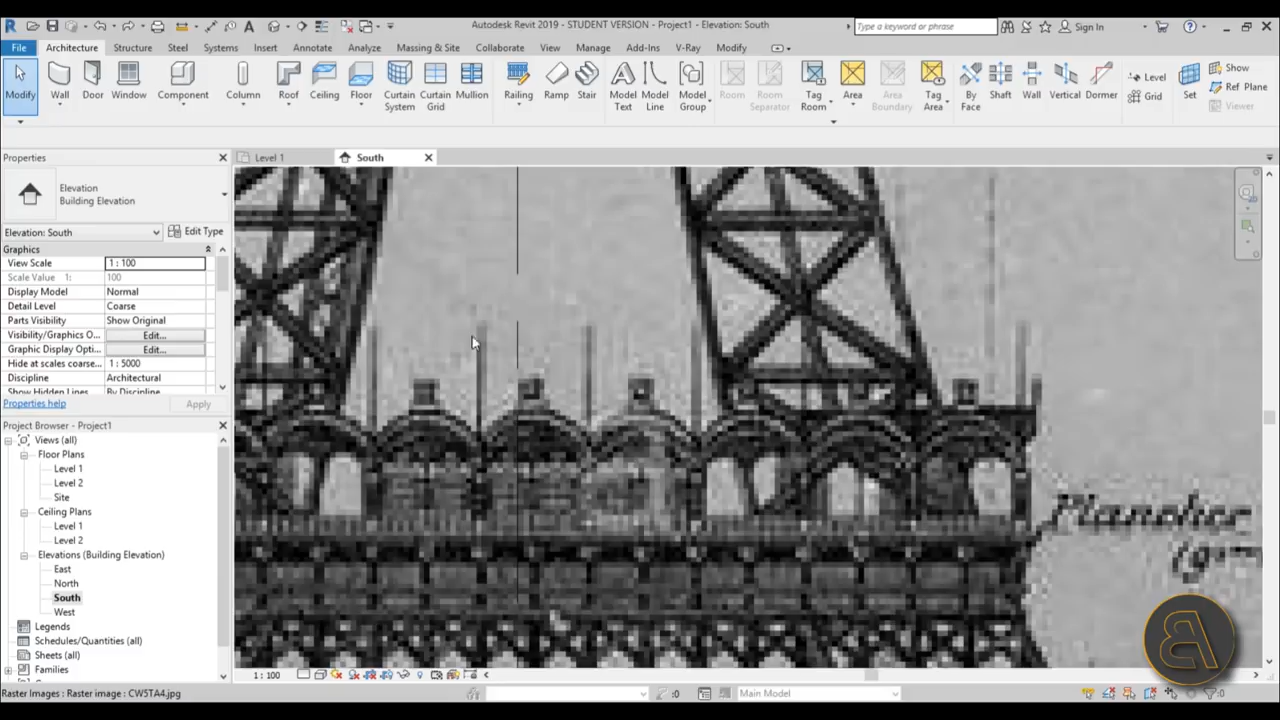 Autodesk Revit 2019 - STUDENT VERSION - Project1 - Elevation: South
Type a keyword or phrase
Sign In
File Architecture Structure Steel Systems Insert Annotate Analyze Massing & Site Collaborate View Manage Add-Ins V-Ray Modify
Modify Wall Door Window Component Column Roof Ceiling Floor Curtain System Curtain Grid Mullion Railing Ramp Stair Model Text Model Line Model Group Room Room Separator Tag Room Area Area Boundary Tag Area By Face Shaft Wall Vertical Dormer Level Grid Set Show Ref Plane Viewer
Properties
Level 1
South
Elevation
Building Elevation
Elevation: South
Edit Type
Graphics
View Scale 1 : 100
Scale Value 1: 100
Display Model Normal
Detail Level Coarse
Parts Visibility Show Original
Visibility/Graphics O... Edit...
Graphic Display Opti... Edit...
Hide at scales coarse... 1 : 5000
Discipline Architectural
Show Hidden Lines By Discipline
Properties help
Apply
Project Browser - Project1
Views (all)
Floor Plans
Level 1
Level 2
Site
Ceiling Plans
Level 1
Level 2
Elevations (Building Elevation)
East
North
South
West
Legends
Schedules/Quantities (all)
Sheets (all)
Families
Plancher
1 : 100
Raster Images : Raster image : CW5TA4.jpg
:0
Main Model
:0